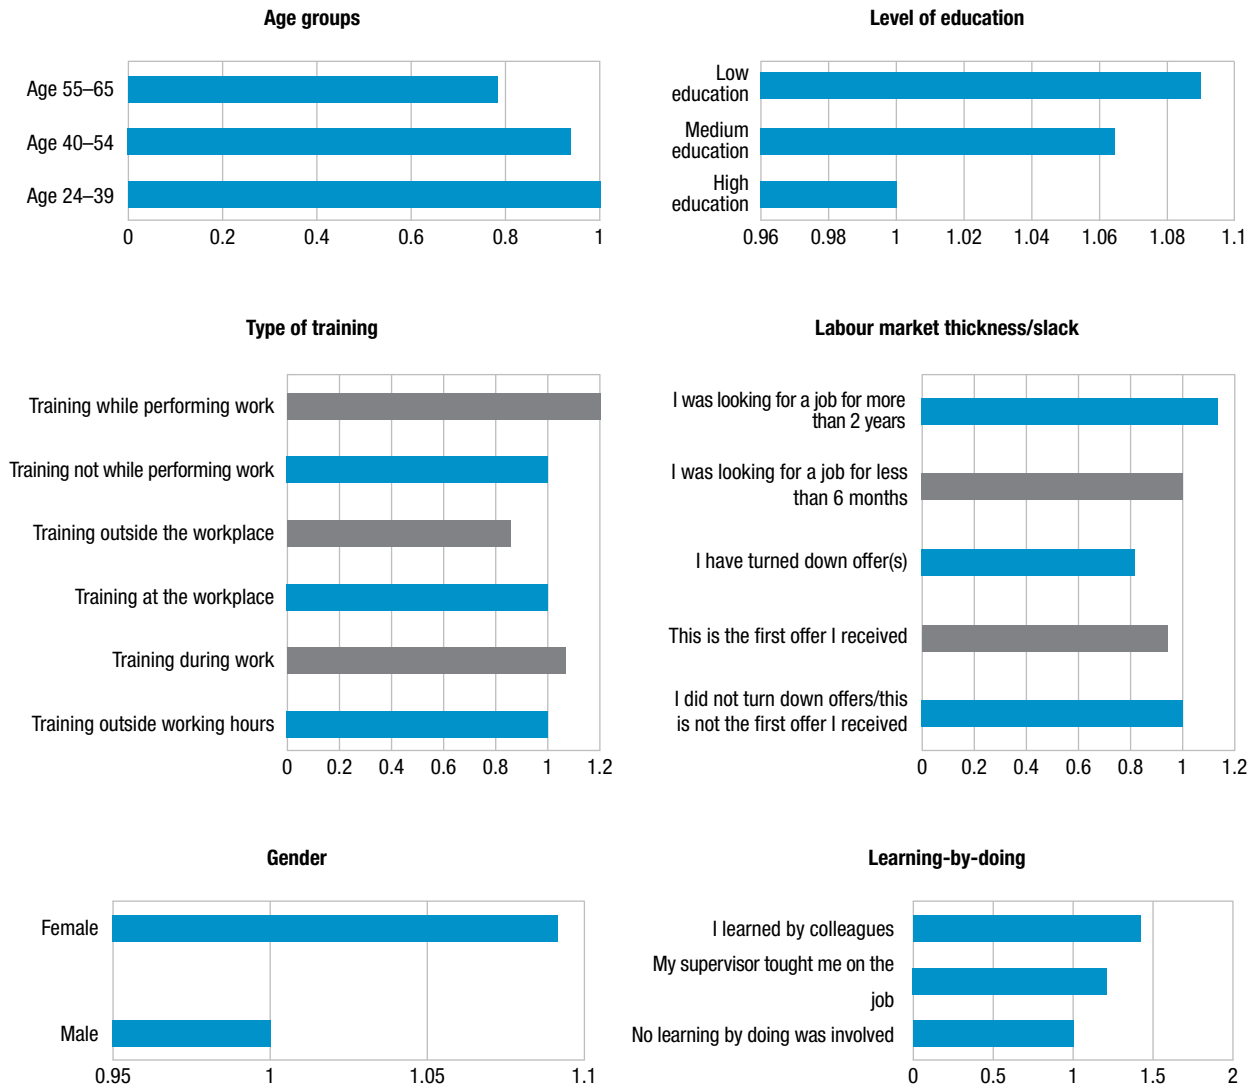 Age groups
Age 55–65
Age 40–54
Age 24–39
0 0.2 0.4 0.6 0.8 1
Level of education
Low
education
Medium
education
High
education
0.96 0.98 1 1.02 1.04 1.06 1.08 1.1
Type of training
Training while performing work
Training not while performing work
Training outside the workplace
Training at the workplace
Training during work
Training outside working hours
0 0.2 0.4 0.6 0.8 1 1.2
Labour market thickness/slack
I was looking for a job for more
than 2 years
I was looking for a job for less
than 6 months
I have turned down offer(s)
This is the first offer I received
I did not turn down offers/this
is not the first offer I received
0 0.2 0.4 0.6 0.8 1 1.2
Gender
Female
Male
0.95 1 1.05 1.1
Learning-by-doing
I learned by colleagues
My supervisor tought me on the
job
No learning by doing was involved
0 0.5 1 1.5 2